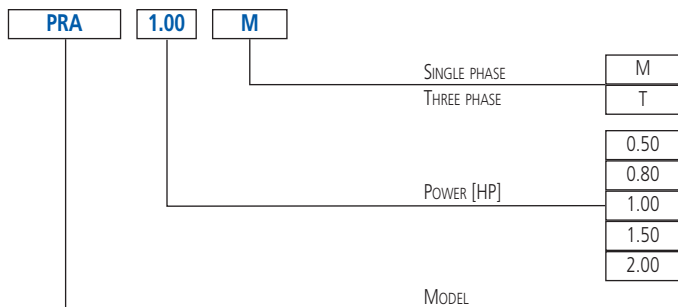 PRA 1.00 M
SINGLE PHASE M
THREE PHASE T
0.50
0.80
POWER [HP] 1.00
1.50
2.00
MODEL